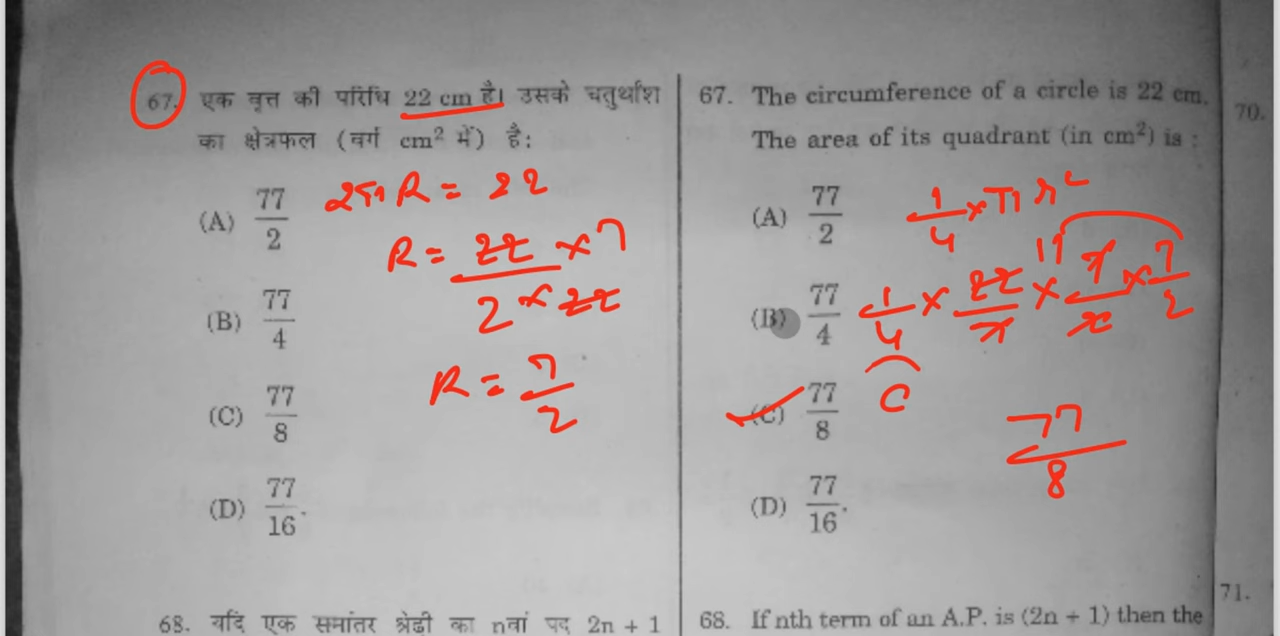 67. एक वृत्त की परिधि 22 cm है। उसके चतुर्थांश
का क्षेत्रफल (वर्ग cm² में) है:
(A) 77/2
(B) 77/4
(C) 77/8
(D) 77/16.
2πR = 22
R = 22 × 7 / 2 × 22
R = 7/2
68. यदि एक समांतर श्रेढी का nवां पद 2n + 1
67. The circumference of a circle is 22 cm.
The area of its quadrant (in cm²) is :
(A) 77/2
(B) 77/4
(C) 77/8
(D) 77/16.
1/4 × π r²
11
1/4 × 22/7 × 7/2 × 7/2
C
77/8
68. If nth term of an A.P. is (2n + 1) then the
70.
71.